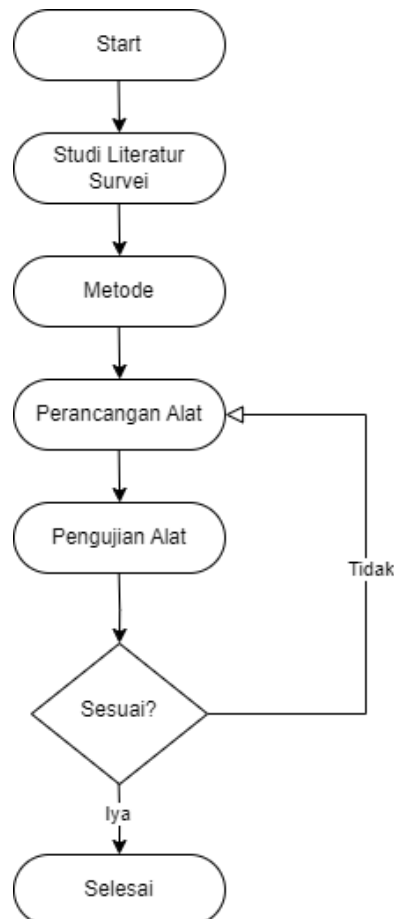 Start
Studi Literatur
Survei
Metode
Perancangan Alat
Pengujian Alat
Tidak
Sesuai?
Iya
Selesai